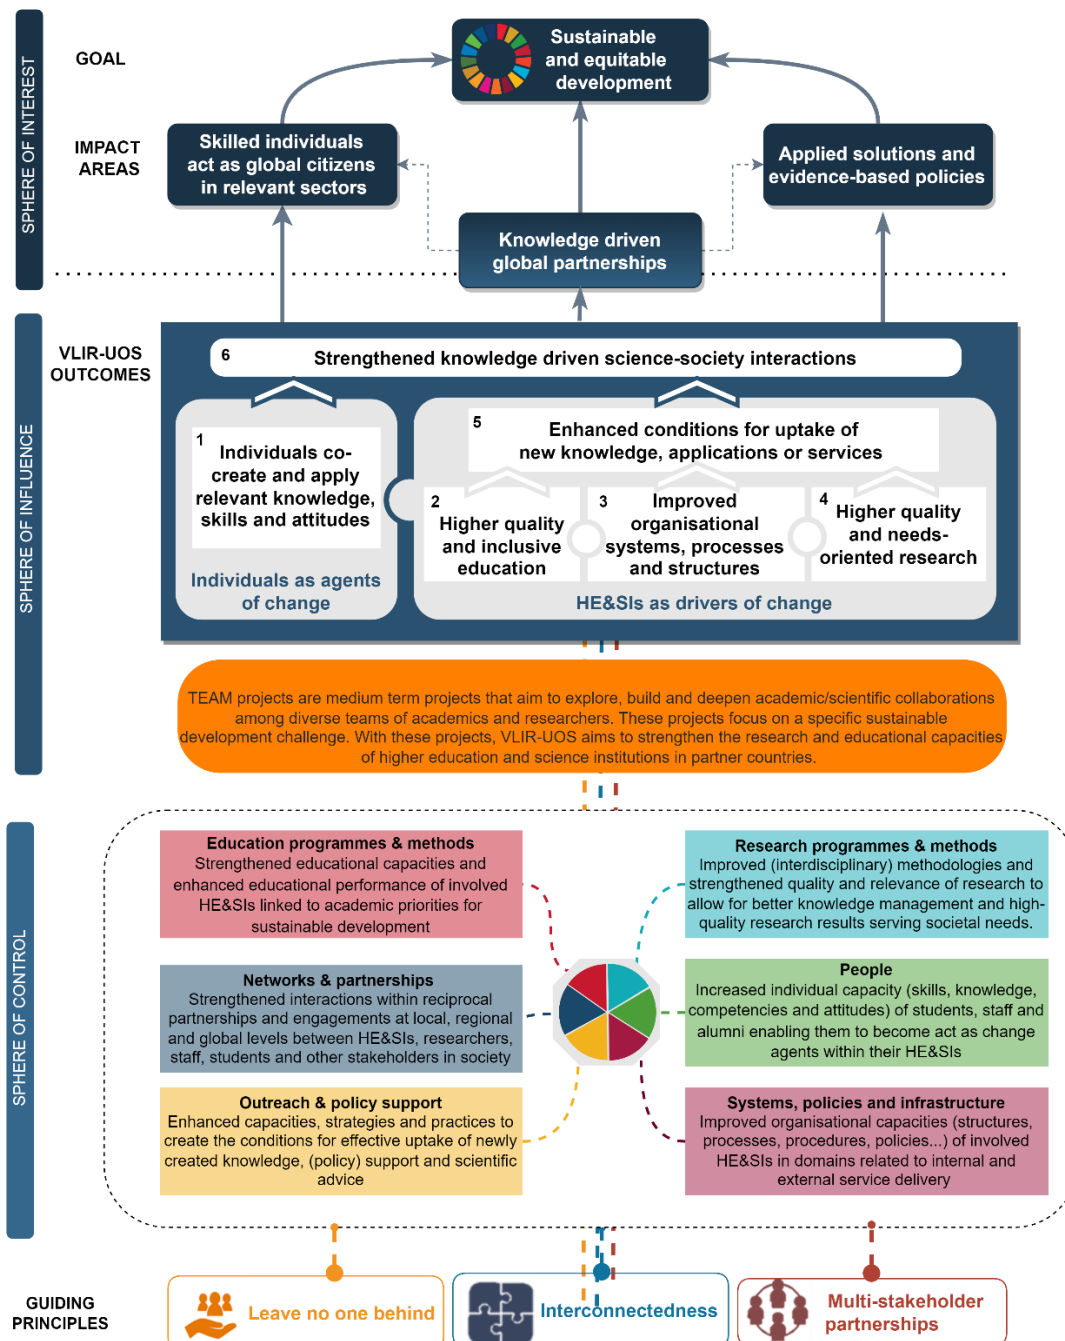 SPHERE OF INTEREST
GOAL
Sustainable
and equitable
development
IMPACT
AREAS
Skilled individuals
act as global citizens
in relevant sectors
Applied solutions and
evidence-based policies
Knowledge driven
global partnerships
SPHERE OF INFLUENCE
VLIR-UOS
OUTCOMES
6
Strengthened knowledge driven science-society interactions
1
Individuals co-
create and apply
relevant knowledge,
skills and attitudes
Individuals as agents
of change
5
Enhanced conditions for uptake of
new knowledge, applications or services
2
Higher quality
and inclusive
education
3
Improved
organisational
systems, processes
and structures
4
Higher quality
and needs-
oriented research
HE&SIs as drivers of change
TEAM projects are medium term projects that aim to explore, build and deepen academic/scientific collaborations
among diverse teams of academics and researchers. These projects focus on a specific sustainable
development challenge. With these projects, VLIR-UOS aims to strengthen the research and educational capacities
of higher education and science institutions in partner countries.
SPHERE OF CONTROL
Education programmes & methods
Strengthened educational capacities and
enhanced educational performance of involved
HE&SIs linked to academic priorities for
sustainable development
Research programmes & methods
Improved (interdisciplinary) methodologies and
strengthened quality and relevance of research to
allow for better knowledge management and high-
quality research results serving societal needs.
Networks & partnerships
Strengthened interactions within reciprocal
partnerships and engagements at local, regional
and global levels between HE&SIs, researchers,
staff, students and other stakeholders in society
People
Increased individual capacity (skills, knowledge,
competencies and attitudes) of students, staff and
alumni enabling them to become act as change
agents within their HE&SIs
Outreach & policy support
Enhanced capacities, strategies and practices to
create the conditions for effective uptake of newly
created knowledge, (policy) support and scientific
advice
Systems, policies and infrastructure
Improved organisational capacities (structures,
processes, procedures, policies...) of involved
HE&SIs in domains related to internal and
external service delivery
GUIDING
PRINCIPLES
Leave no one behind
Interconnectedness
Multi-stakeholder
partnerships